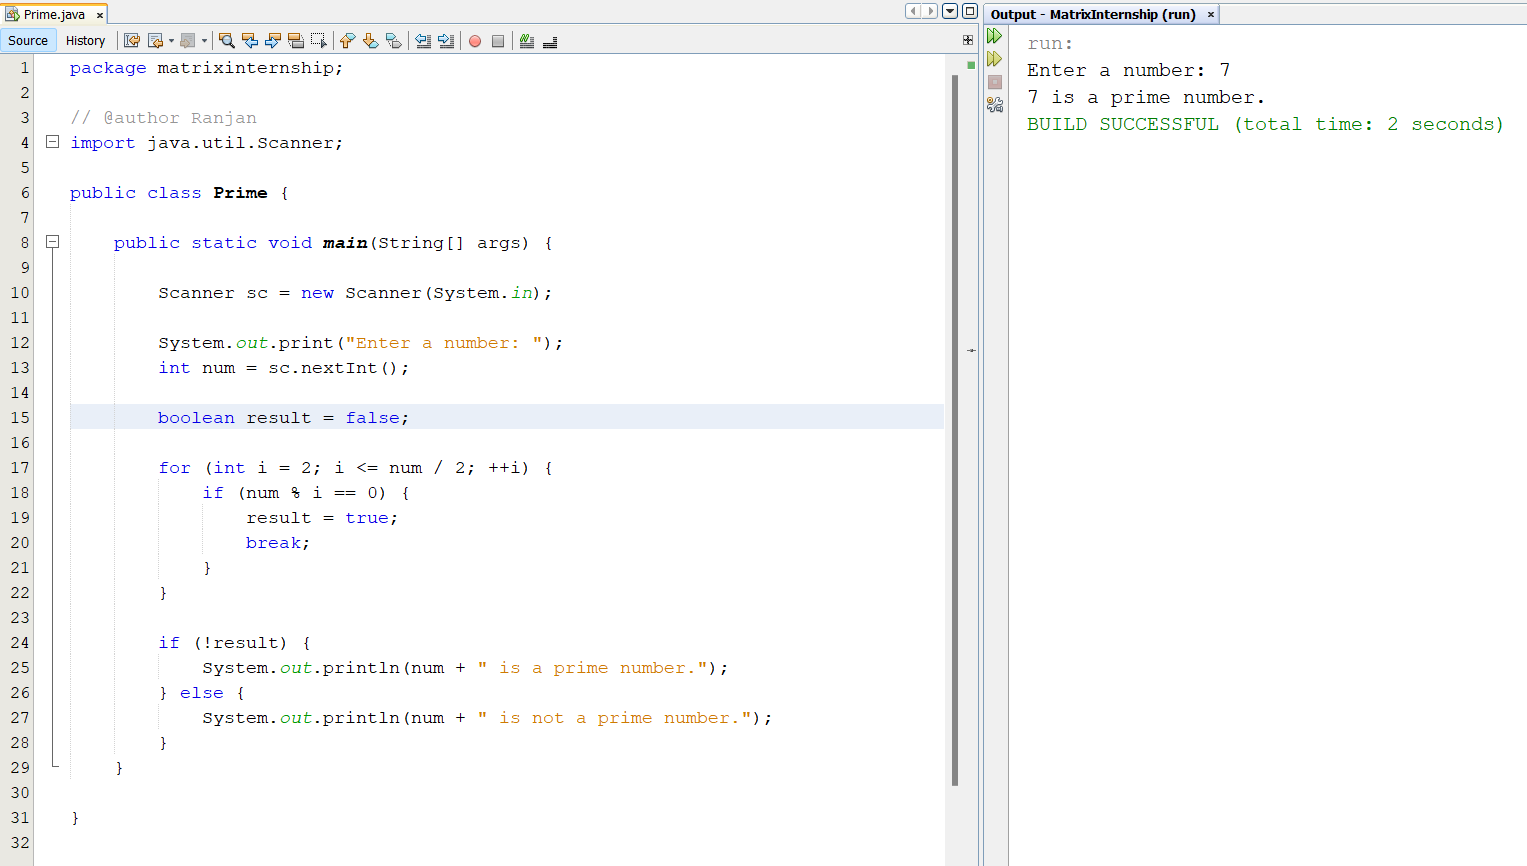 Prime.java
Source History
1 package matrixinternship;
2
3 // @author Ranjan
4 import java.util.Scanner;
5
6 public class Prime {
7
8 public static void main(String[] args) {
9
10 Scanner sc = new Scanner(System.in);
11
12 System.out.print("Enter a number: ");
13 int num = sc.nextInt();
14
15 boolean result = false;
16
17 for (int i = 2; i <= num / 2; ++i) {
18 if (num % i == 0) {
19 result = true;
20 break;
21 }
22 }
23
24 if (!result) {
25 System.out.println(num + " is a prime number.");
26 } else {
27 System.out.println(num + " is not a prime number.");
28 }
29 }
30
31 }
32
Output - MatrixInternship (run)
run:
Enter a number: 7
7 is a prime number.
BUILD SUCCESSFUL (total time: 2 seconds)